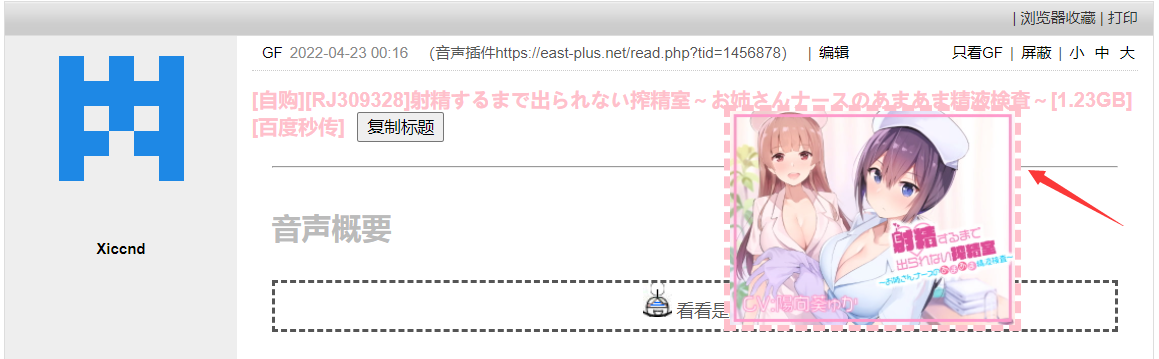 | 浏览器收藏 | 打印
GF 2022-04-23 00:16 (音声插件https://east-plus.net/read.php?tid=1456878) | 编辑 只看GF | 屏蔽 | 小 中 大
[自购][RJ309328]射精するまで出られない搾精室～お姉さんナースのあまあま精液検査～[1.23GB]
[百度秒传] 复制标题
Xiccnd
音声概要
射精するまで
出られない搾精室
～お姉さんナースのあまあま精液検査～
CV:陽向葵ゅか
看看是